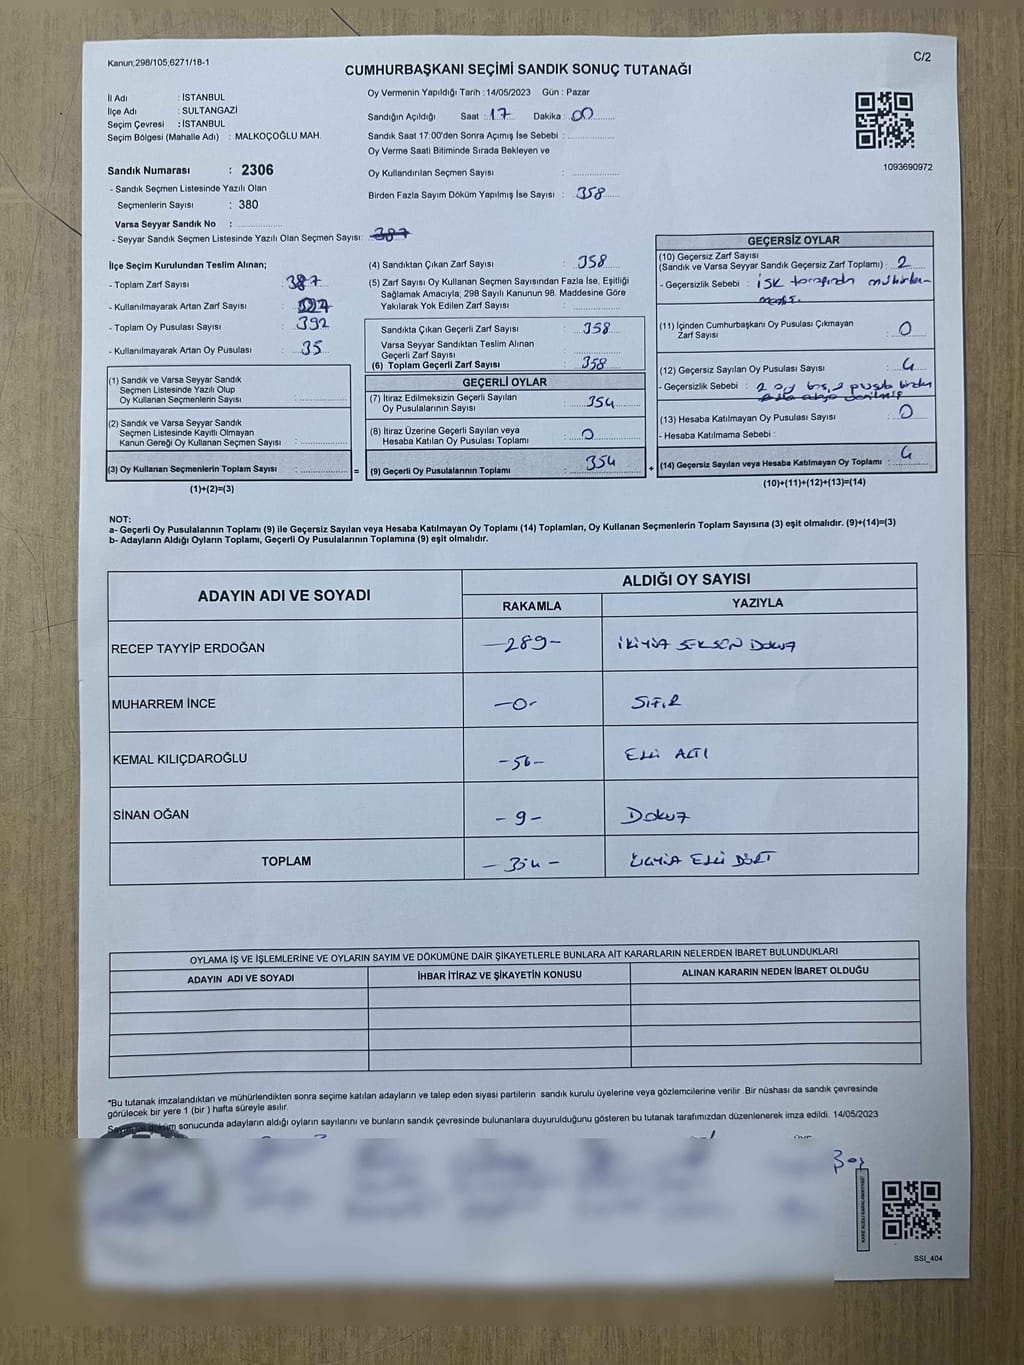 Kanun;298/105;6271/18-1
C/2
CUMHURBAŞKANI SEÇİMİ SANDIK SONUÇ TUTANAĞI
İl Adı : İSTANBUL
İlçe Adı : SULTANGAZİ
Seçim Çevresi : İSTANBUL
Seçim Bölgesi (Mahalle Adı) : MALKOÇOĞLU MAH.
Oy Vermenin Yapıldığı Tarih :14/05/2023 Gün : Pazar
Sandığın Açıldığı Saat : 17 Dakika : 00
Sandık Saat 17:00'den Sonra Açımış İse Sebebi :
Oy Verme Saati Bitiminde Sırada Bekleyen ve
Oy Kullandırılan Seçmen Sayısı :
Birden Fazla Sayım Döküm Yapılmış İse Sayısı : 358
1093690972
Sandık Numarası : 2306
- Sandık Seçmen Listesinde Yazılı Olan
Seçmenlerin Sayısı : 380
Varsa Seyyar Sandık No :
- Seyyar Sandık Seçmen Listesinde Yazılı Olan Seçmen Sayısı: 387
İlçe Seçim Kurulundan Teslim Alınan;
- Toplam Zarf Sayısı : 387
- Kullanılmayarak Artan Zarf Sayısı :
- Toplam Oy Pusulası Sayısı : 392
- Kullanılmayarak Artan Oy Pusulası : 35
(4) Sandıktan Çıkan Zarf Sayısı : 358
(5) Zarf Sayısı Oy Kullanan Seçmen Sayısından Fazla İse, Eşitliği
Sağlamak Amacıyla; 298 Sayılı Kanunun 98. Maddesine Göre
Yakılarak Yok Edilen Zarf Sayısı :
Sandıkta Çıkan Geçerli Zarf Sayısı : 358
Varsa Seyyar Sandıktan Teslim Alınan
Geçerli Zarf Sayısı :
(6) Toplam Geçerli Zarf Sayısı : 358
GEÇERSİZ OYLAR
(10) Geçersiz Zarf Sayısı
(Sandık ve Varsa Seyyar Sandık Geçersiz Zarf Toplamı) : 2
- Geçersizlik Sebebi : İSK tarafından
(11) İçinden Cumhurbaşkanı Oy Pusulası Çıkmayan
Zarf Sayısı : 0
(12) Geçersiz Sayılan Oy Pusulası Sayısı : 4
- Geçersizlik Sebebi : 2 oy boş, 2 pusula birden
(13) Hesaba Katılmayan Oy Pusulası Sayısı : 0
- Hesaba Katılmama Sebebi :
(14) Geçersiz Sayılan veya Hesaba Katılmayan Oy Toplamı : 4
(10)+(11)+(12)+(13)=(14)
(1) Sandık ve Varsa Seyyar Sandık
Seçmen Listesinde Yazılı Olup
Oy Kullanan Seçmenlerin Sayısı :
(2) Sandık ve Varsa Seyyar Sandık
Seçmen Listesinde Kayıtlı Olmayan
Kanun Gereği Oy Kullanan Seçmen Sayısı :
(3) Oy Kullanan Seçmenlerin Toplam Sayısı :
(1)+(2)=(3)
=
GEÇERLİ OYLAR
(7) İtiraz Edilmeksizin Geçerli Sayılan
Oy Pusulalarının Sayısı : 354
(8) İtiraz Üzerine Geçerli Sayılan veya
Hesaba Katılan Oy Pusulası Toplamı : 0
(9) Geçerli Oy Pusulalarının Toplamı : 354
+
NOT:
a- Geçerli Oy Pusulalarının Toplamı (9) ile Geçersiz Sayılan veya Hesaba Katılmayan Oy Toplamı (14) Toplamları, Oy Kullanan Seçmenlerin Toplam Sayısına (3) eşit olmalıdır. (9)+(14)=(3)
b- Adayların Aldığı Oyların Toplamı, Geçerli Oy Pusulalarının Toplamına (9) eşit olmalıdır.
ADAYIN ADI VE SOYADI
ALDIĞI OY SAYISI
RAKAMLA YAZIYLA
RECEP TAYYİP ERDOĞAN -289- İKİYÜZ SEKSEN DOKUZ
MUHARREM İNCE -0- SIFIR
KEMAL KILIÇDAROĞLU -56- ELLİ ALTI
SİNAN OĞAN -9- DOKUZ
TOPLAM -354- ÜÇYÜZ ELLİ DÖRT
OYLAMA İŞ VE İŞLEMLERİNE VE OYLARIN SAYIM VE DÖKÜMÜNE DAİR ŞİKAYETLERLE BUNLARA AİT KARARLARIN NELERDEN İBARET BULUNDUKLARI
ADAYIN ADI VE SOYADI İHBAR İTİRAZ VE ŞİKAYETİN KONUSU ALINAN KARARIN NEDEN İBARET OLDUĞU
*Bu tutanak imzalandıktan ve mühürlendikten sonra seçime katılan adayların ve talep eden siyasi partilerin sandık kurulu üyelerine veya gözlemcilerine verilir .Bir nüshası da sandık çevresinde
görülecek bir yere 1 (bir ) hafta süreyle asılır.
Sayım ve döküm sonucunda adayların aldığı oyların sayılarını ve bunların sandık çevresinde bulunanlara duyurulduğunu gösteren bu tutanak tarafımızdan düzenlenerek imza edildi. 14/05/2023
Boş
SSI_404